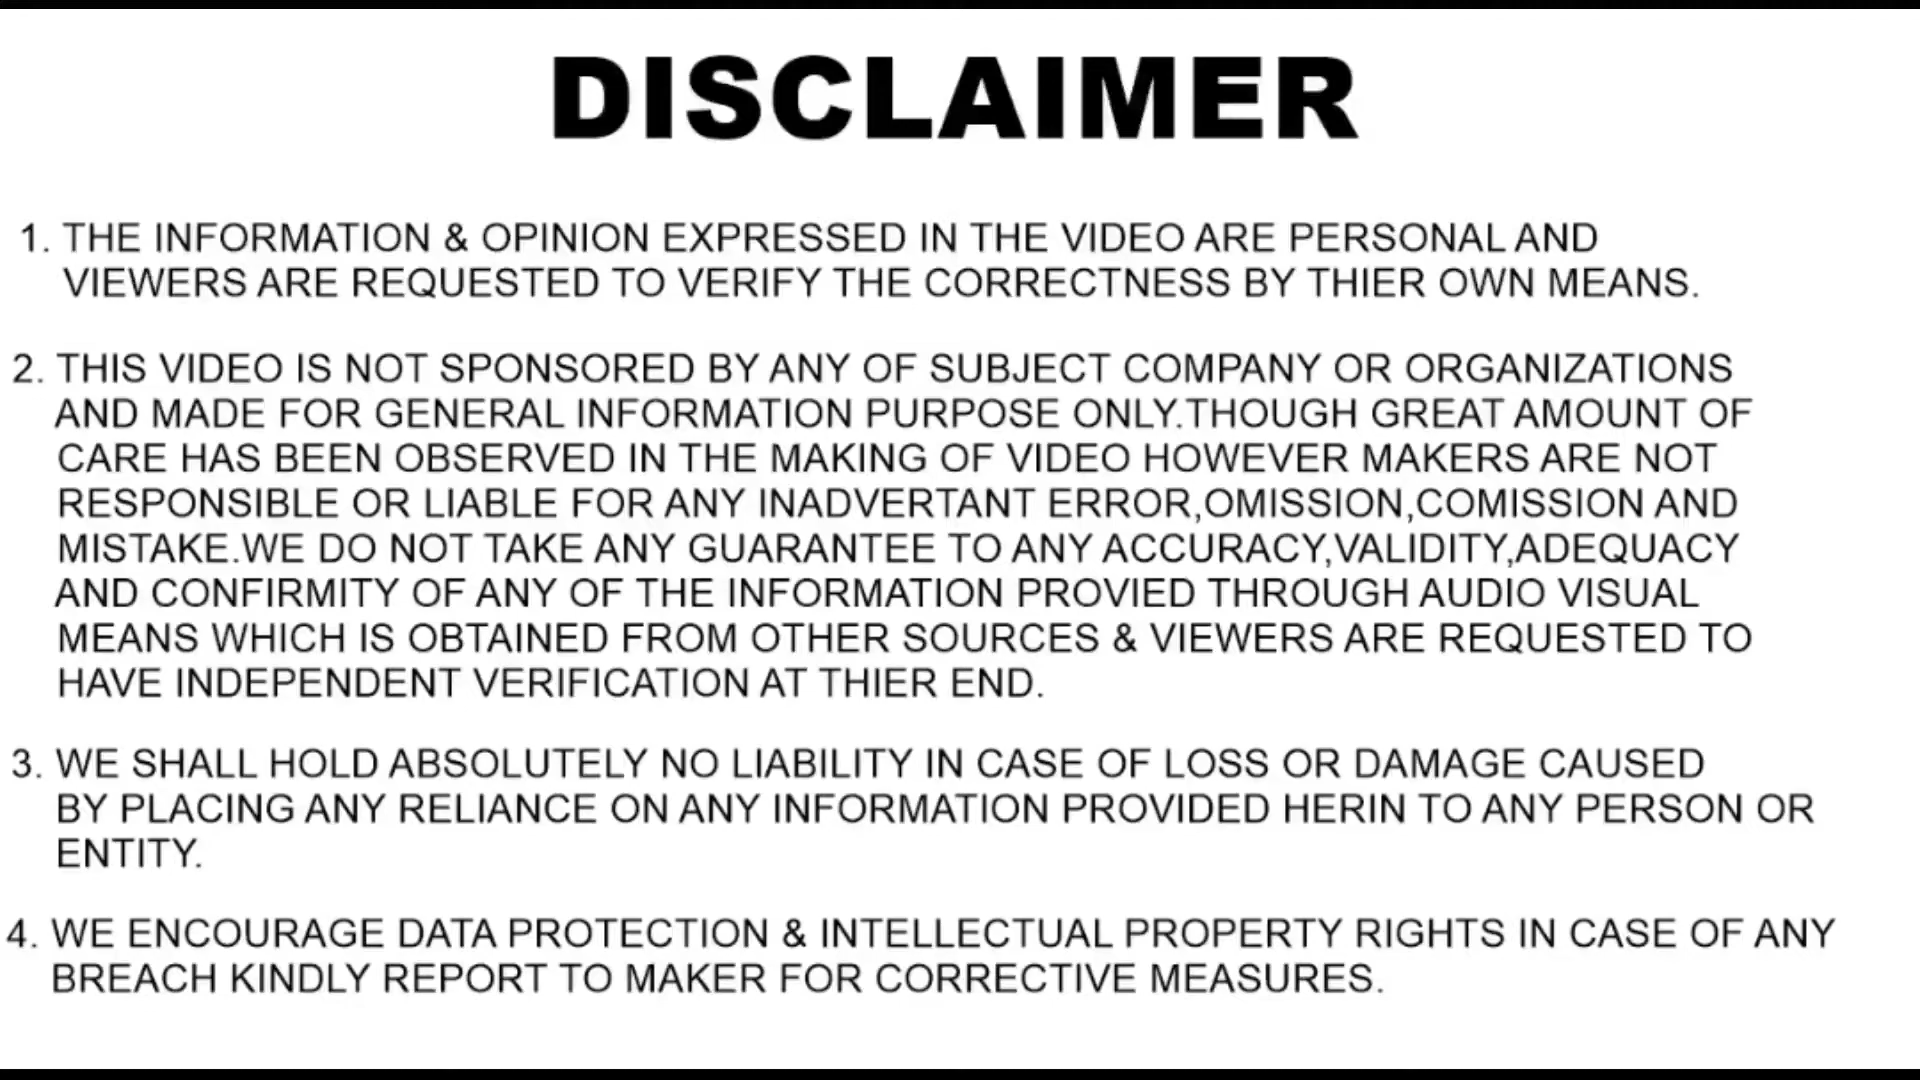 DISCLAIMER
1. THE INFORMATION & OPINION EXPRESSED IN THE VIDEO ARE PERSONAL AND
VIEWERS ARE REQUESTED TO VERIFY THE CORRECTNESS BY THIER OWN MEANS.
2. THIS VIDEO IS NOT SPONSORED BY ANY OF SUBJECT COMPANY OR ORGANIZATIONS
AND MADE FOR GENERAL INFORMATION PURPOSE ONLY.THOUGH GREAT AMOUNT OF
CARE HAS BEEN OBSERVED IN THE MAKING OF VIDEO HOWEVER MAKERS ARE NOT
RESPONSIBLE OR LIABLE FOR ANY INADVERTANT ERROR,OMISSION,COMISSION AND
MISTAKE.WE DO NOT TAKE ANY GUARANTEE TO ANY ACCURACY,VALIDITY,ADEQUACY
AND CONFIRMITY OF ANY OF THE INFORMATION PROVIED THROUGH AUDIO VISUAL
MEANS WHICH IS OBTAINED FROM OTHER SOURCES & VIEWERS ARE REQUESTED TO
HAVE INDEPENDENT VERIFICATION AT THIER END.
3. WE SHALL HOLD ABSOLUTELY NO LIABILITY IN CASE OF LOSS OR DAMAGE CAUSED
BY PLACING ANY RELIANCE ON ANY INFORMATION PROVIDED HERIN TO ANY PERSON OR
ENTITY.
4. WE ENCOURAGE DATA PROTECTION & INTELLECTUAL PROPERTY RIGHTS IN CASE OF ANY
BREACH KINDLY REPORT TO MAKER FOR CORRECTIVE MEASURES.